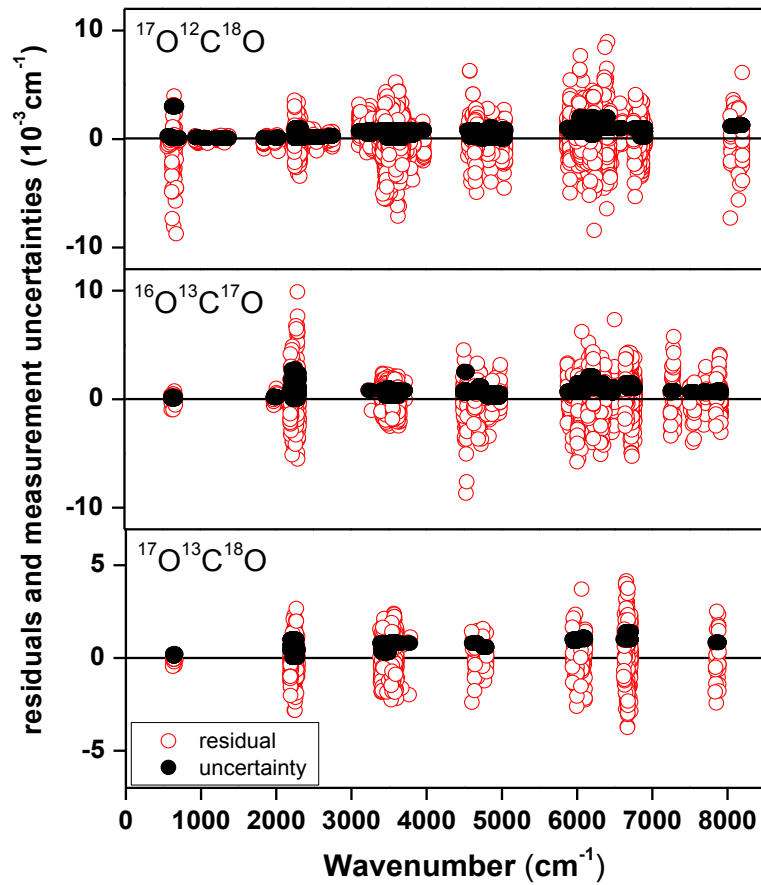 residuals and measurement uncertainties (10⁻³cm⁻¹)
10
0
-10
¹⁷O¹²C¹⁸O
10
0
-10
¹⁶O¹³C¹⁷O
5
0
-5
¹⁷O¹³C¹⁸O
residual
uncertainty
0 1000 2000 3000 4000 5000 6000 7000 8000
Wavenumber (cm⁻¹)